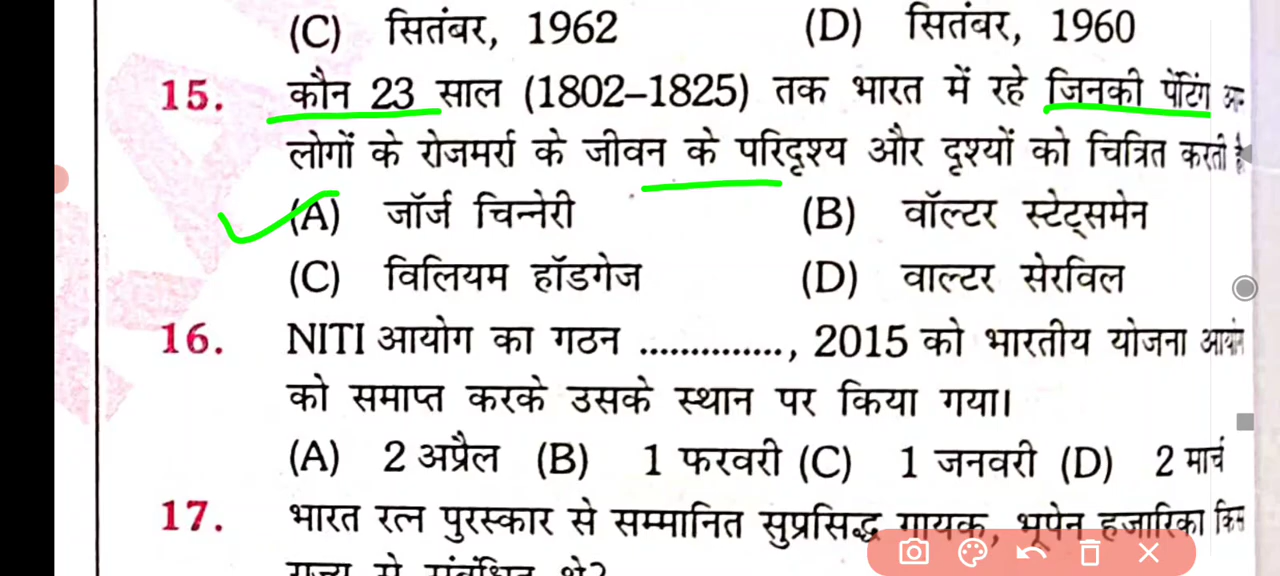 (C) सितंबर, 1962 (D) सितंबर, 1960
15. कौन 23 साल (1802–1825) तक भारत में रहे जिनकी पेंटिंग
लोगों के रोजमर्रा के जीवन के परिदृश्य और दृश्यों को चित्रित करती है
(A) जॉर्ज चिन्नेरी (B) वॉल्टर स्टेट्समेन
(C) विलियम हॉडगेज (D) वाल्टर सेरविल
16. NITI आयोग का गठन ..............., 2015 को भारतीय योजना आयोग
को समाप्त करके उसके स्थान पर किया गया।
(A) 2 अप्रैल (B) 1 फरवरी (C) 1 जनवरी (D) 2 मार्च
17. भारत रत्न पुरस्कार से सम्मानित सुप्रसिद्ध गायक, भूपेन हजारिका किस
राज्य से संबंधित थे?